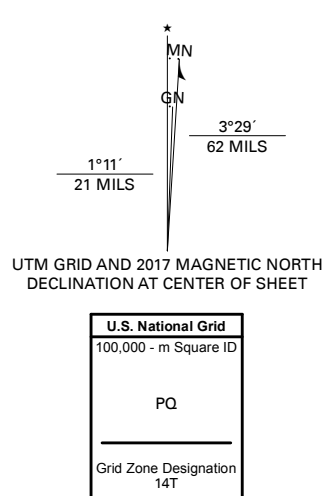 ★
MN
GN
3°29´
62 MILS
1°11´
21 MILS
UTM GRID AND 2017 MAGNETIC NORTH
DECLINATION AT CENTER OF SHEET
U.S. National Grid
100,000 - m Square ID
PQ
Grid Zone Designation
14T